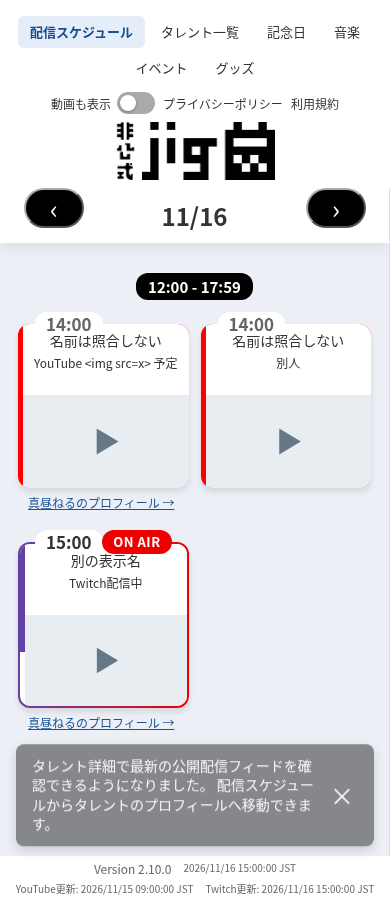 配信スケジュール タレント一覧 記念日 音楽
イベント グッズ
動画も表示 プライバシーポリシー 利用規約
非公式 jig
‹ 11/16 ›
12:00 - 17:59
14:00
名前は照合しない
YouTube <img src=x> 予定
真昼ねるのプロフィール →
14:00
名前は照合しない
別人
15:00 ON AIR
別の表示名
Twitch配信中
真昼ねるのプロフィール →
タレント詳細で最新の公開配信フィードを確
認できるようになりました。 配信スケジュー
ルからタレントのプロフィールへ移動できま
す。
Version 2.10.0 2026/11/16 15:00:00 JST
YouTube更新: 2026/11/15 09:00:00 JST Twitch更新: 2026/11/16 15:00:00 JST